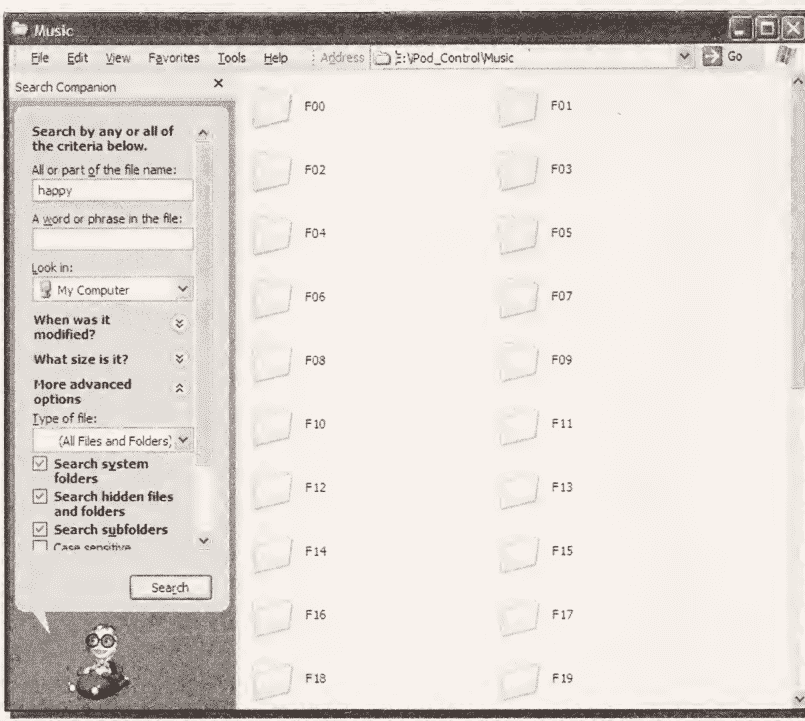 Music
File Edit View Favorites Tools Help Address E:\iPod_Control\Music Go
Search Companion
Search by any or all of
the criteria below.
All or part of the file name:
happy
A word or phrase in the file:
Look in:
My Computer
When was it
modified?
What size is it?
More advanced
options
Type of file:
(All Files and Folders)
Search system
folders
Search hidden files
and folders
Search subfolders
Case sensitive
Search
F00 F01
F02 F03
F04 F05
F06 F07
F08 F09
F10 F11
F12 F13
F14 F15
F16 F17
F18 F19